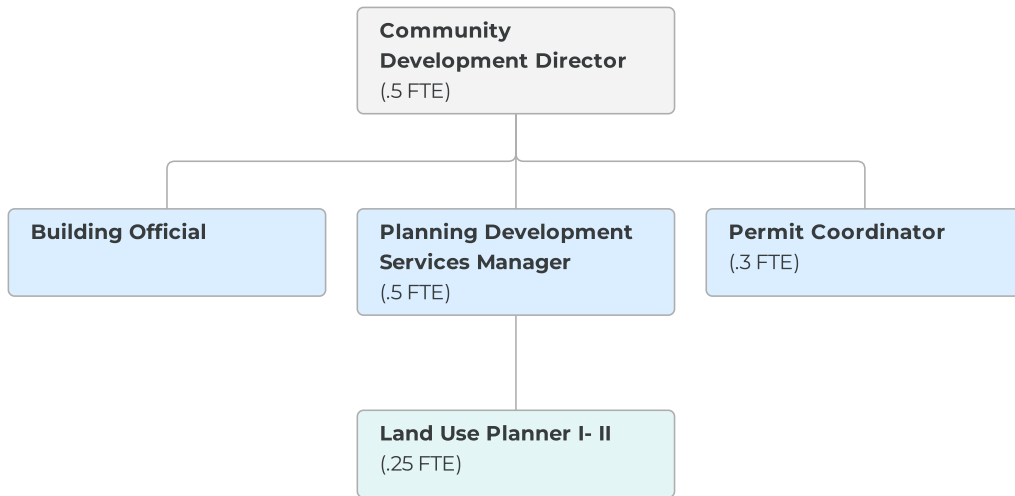 Community
Development Director
(.5 FTE)
Building Official
Planning Development
Services Manager
(.5 FTE)
Permit Coordinator
(.3 FTE)
Land Use Planner I- II
(.25 FTE)